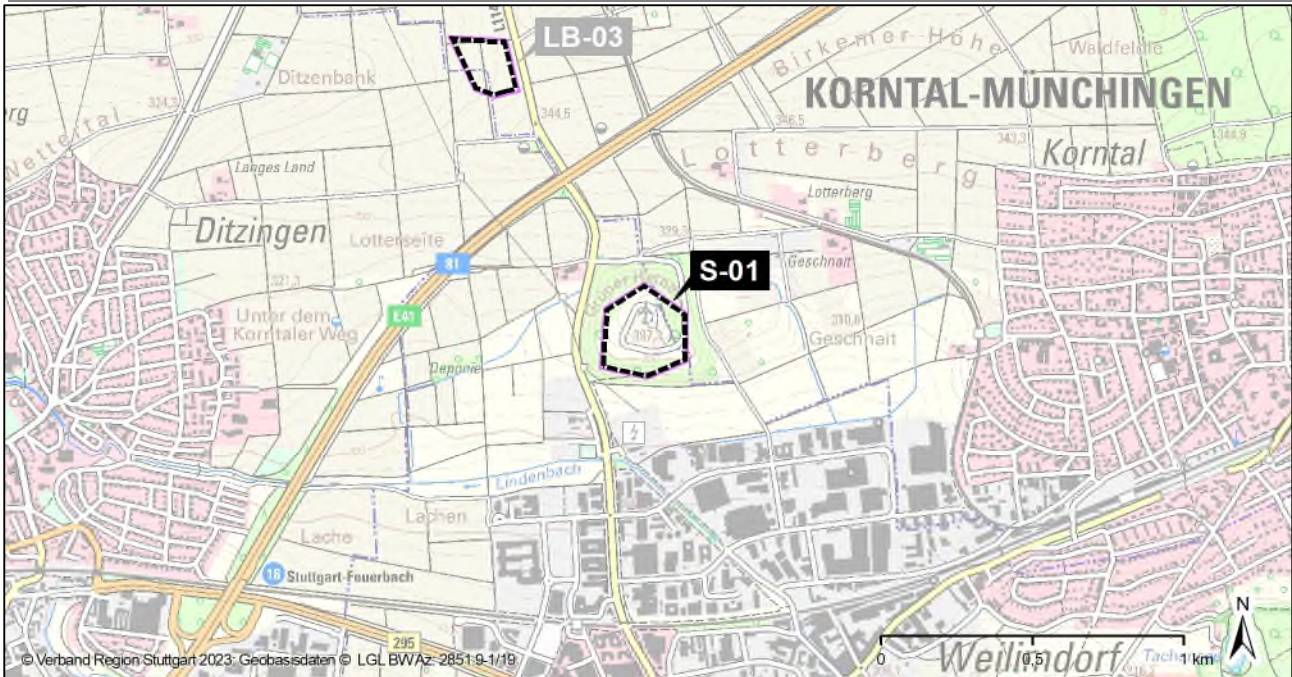 LB-03
Birkemer Höhe
Waldfelde
Ditzenbank
KORNTAL-MÜNCHINGEN
324,3
344,5
346,5
343,3
344,9
Wettertal
Langes Land
Lotterberg
Korntal
Lotterberg
Ditzingen
Lotterseite
329,3
81
S-01
Geschnait
321,3
E41
Unter dem
Korntaler Weg
397
310,8
Geschnait
Deponie
Lindenbach
Lachen
Lache
18 Stuttgart-Feuerbach
N
295
Weilimdorf
0 0,5 1 km
© Verband Region Stuttgart 2023; Geobasisdaten © LGL BW Az: 2851.9-1/19